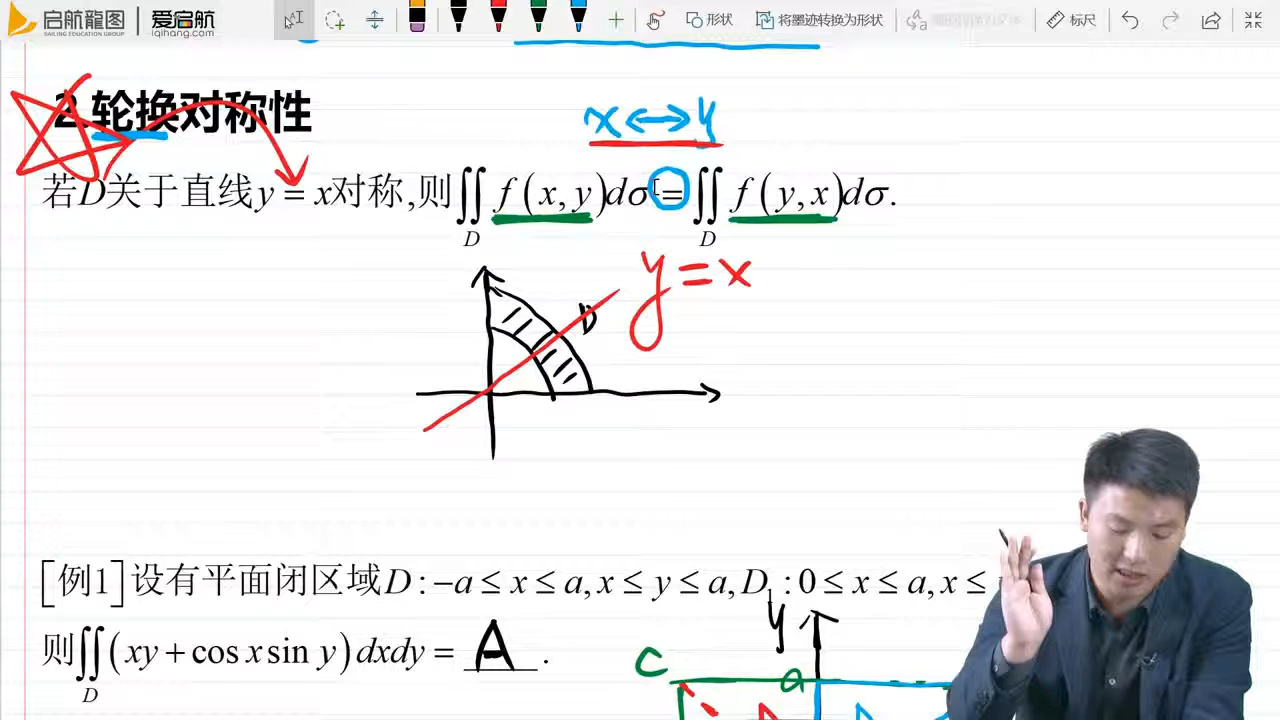 启航龍图 爱启航
SAILING EDUCATION GROUP iqihang.com
形状 将墨迹转换为形状 标尺
2.轮换对称性
x↔y
若D关于直线y = x对称,则∬_D f(x,y)dσ = ∬_D f(y,x)dσ.
y=x
D
[例1]设有平面闭区域D:−a≤x≤a,x≤y≤a,D₁:0≤x≤a,x≤
则∬_D(xy+cos x sin y)dxdy = A .
y
C
a